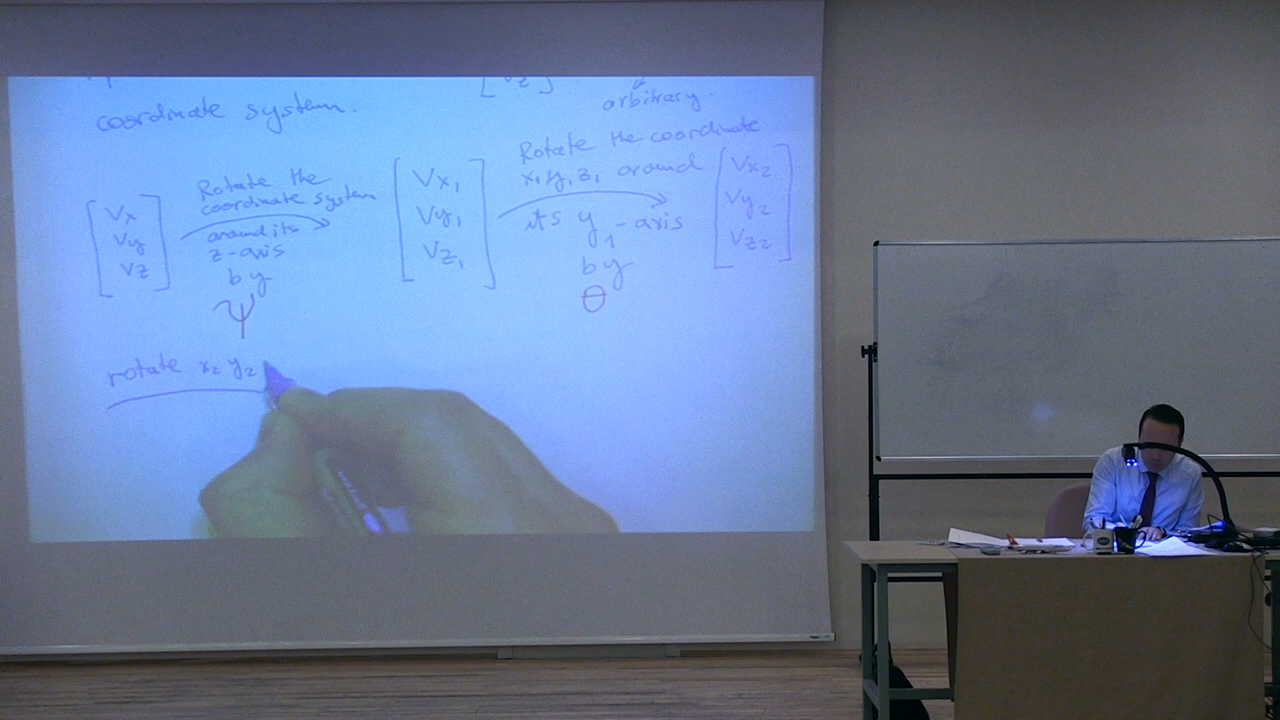 [Vz]
arbitrary.
coordinate system.
Vx
Vy
Vz
Rotate the
coordinate system
around its
z-axis
by
ψ
Vx1
Vy1
Vz1
Rotate the coordinate
x1 y1 z1 around
its y1-axis
by
θ
Vx2
Vy2
Vz2
rotate x2 y2